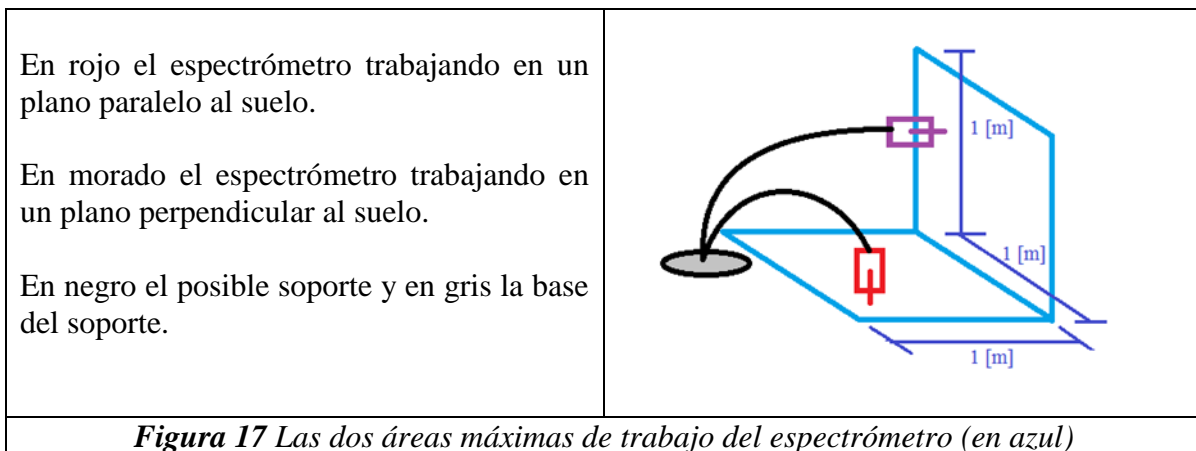 En rojo el espectrómetro trabajando en un
plano paralelo al suelo.
En morado el espectrómetro trabajando en
un plano perpendicular al suelo.
En negro el posible soporte y en gris la base
del soporte.
1 [m]
1 [m]
1 [m]
Figura 17 Las dos áreas máximas de trabajo del espectrómetro (en azul)